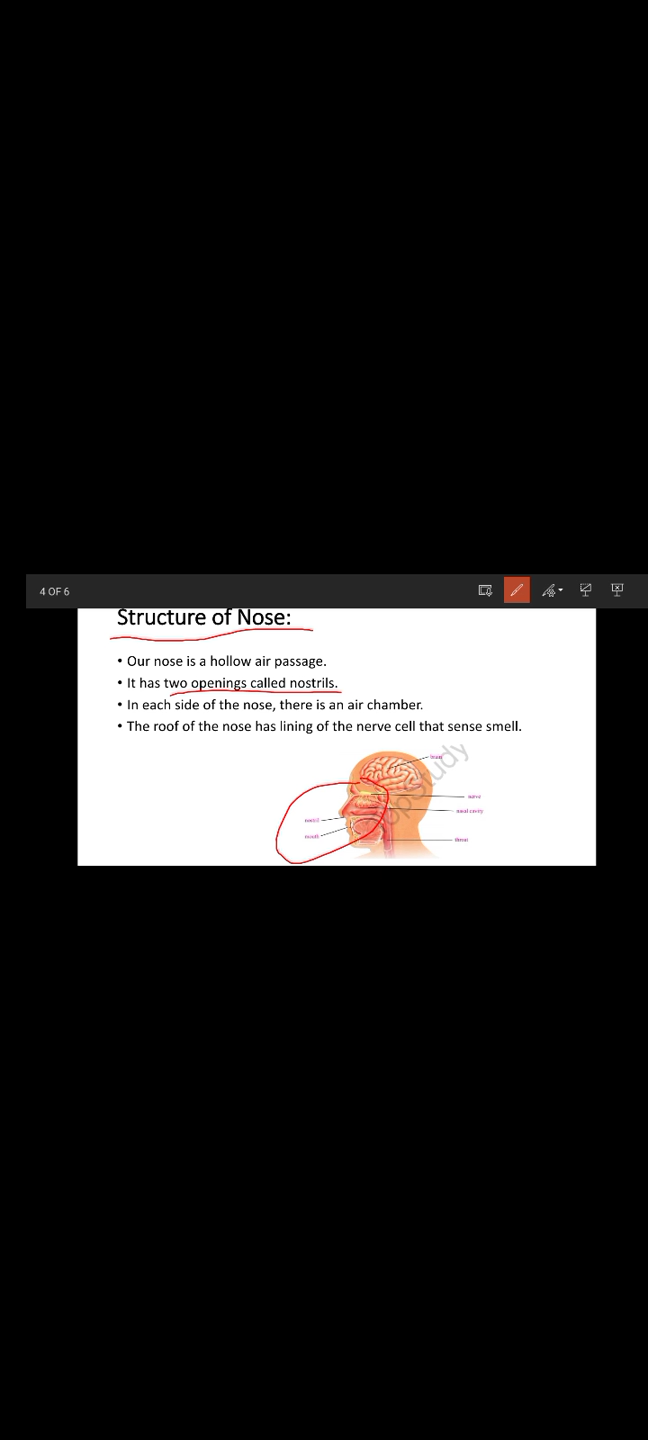 4 OF 6
Structure of Nose:
• Our nose is a hollow air passage.
• It has two openings called nostrils.
• In each side of the nose, there is an air chamber.
• The roof of the nose has lining of the nerve cell that sense smell.
brain
nerve
nasal cavity
nostril
mouth
throat